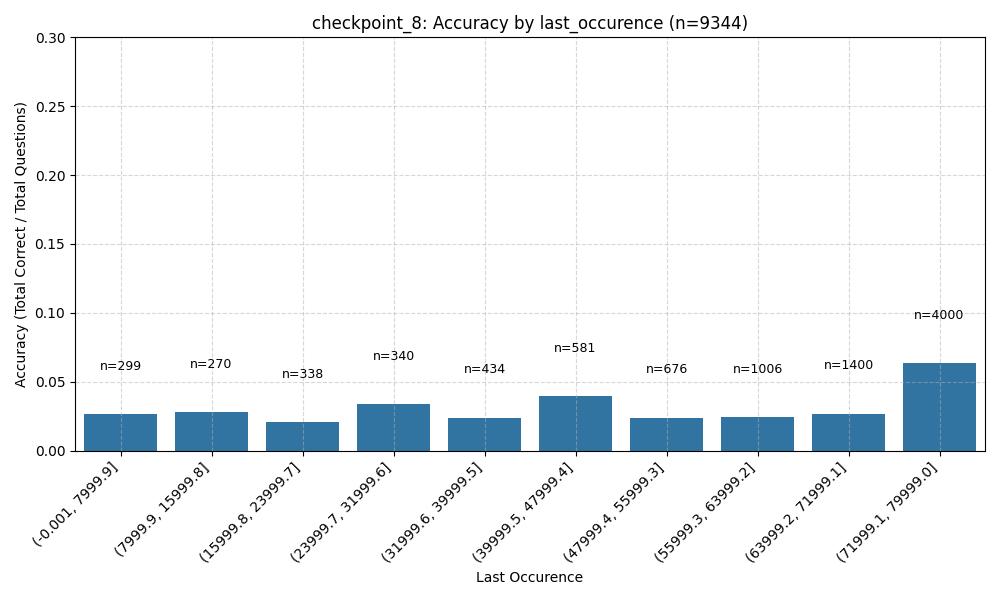 checkpoint_8: Accuracy by last_occurence (n=9344)
Accuracy (Total Correct / Total Questions)
0.30
0.25
0.20
0.15
0.10
0.05
0.00
n=299
n=270
n=338
n=340
n=434
n=581
n=676
n=1006
n=1400
n=4000
(-0.001, 7999.9]
(7999.9, 15999.8]
(15999.8, 23999.7]
(23999.7, 31999.6]
(31999.6, 39999.5]
(39999.5, 47999.4]
(47999.4, 55999.3]
(55999.3, 63999.2]
(63999.2, 71999.1]
(71999.1, 79999.0]
Last Occurence